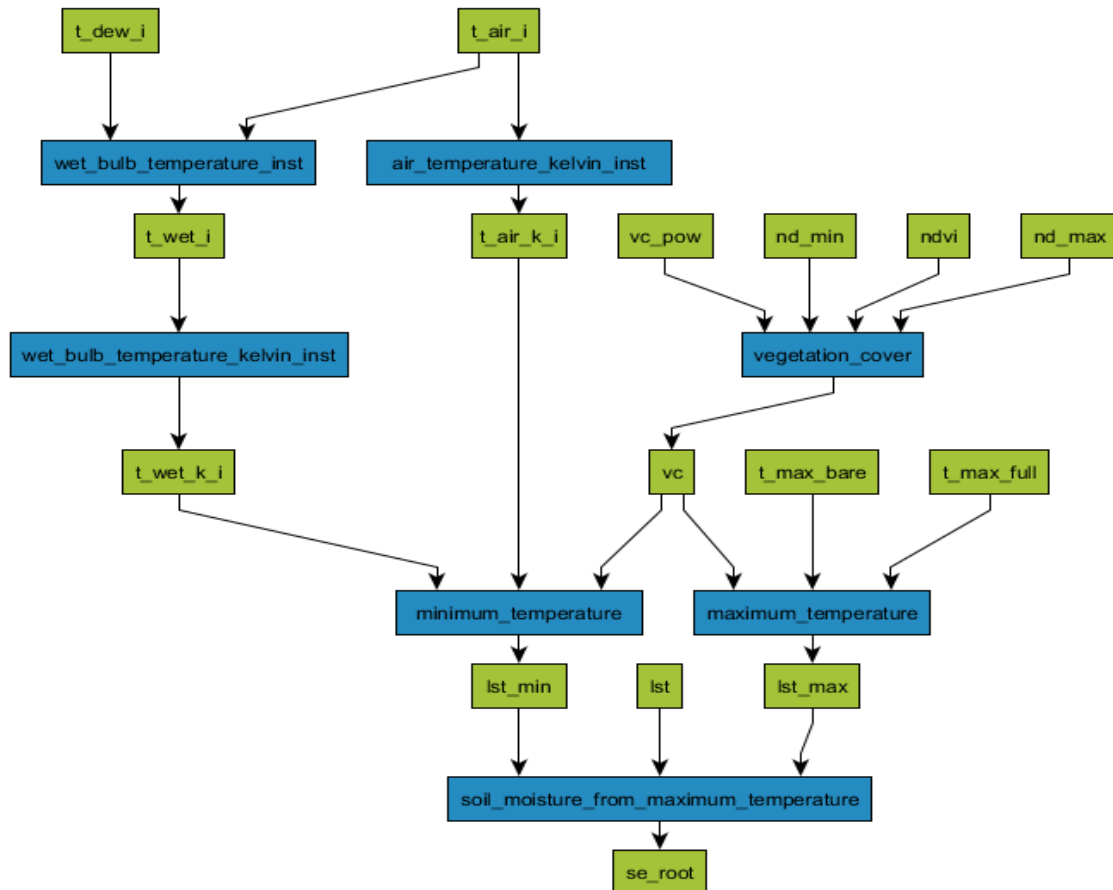 t_dew_i
t_air_i
wet_bulb_temperature_inst
air_temperature_kelvin_inst
t_wet_i
t_air_k_i
vc_pow
nd_min
ndvi
nd_max
wet_bulb_temperature_kelvin_inst
vegetation_cover
t_wet_k_i
vc
t_max_bare
t_max_full
minimum_temperature
maximum_temperature
lst_min
lst
lst_max
soil_moisture_from_maximum_temperature
se_root